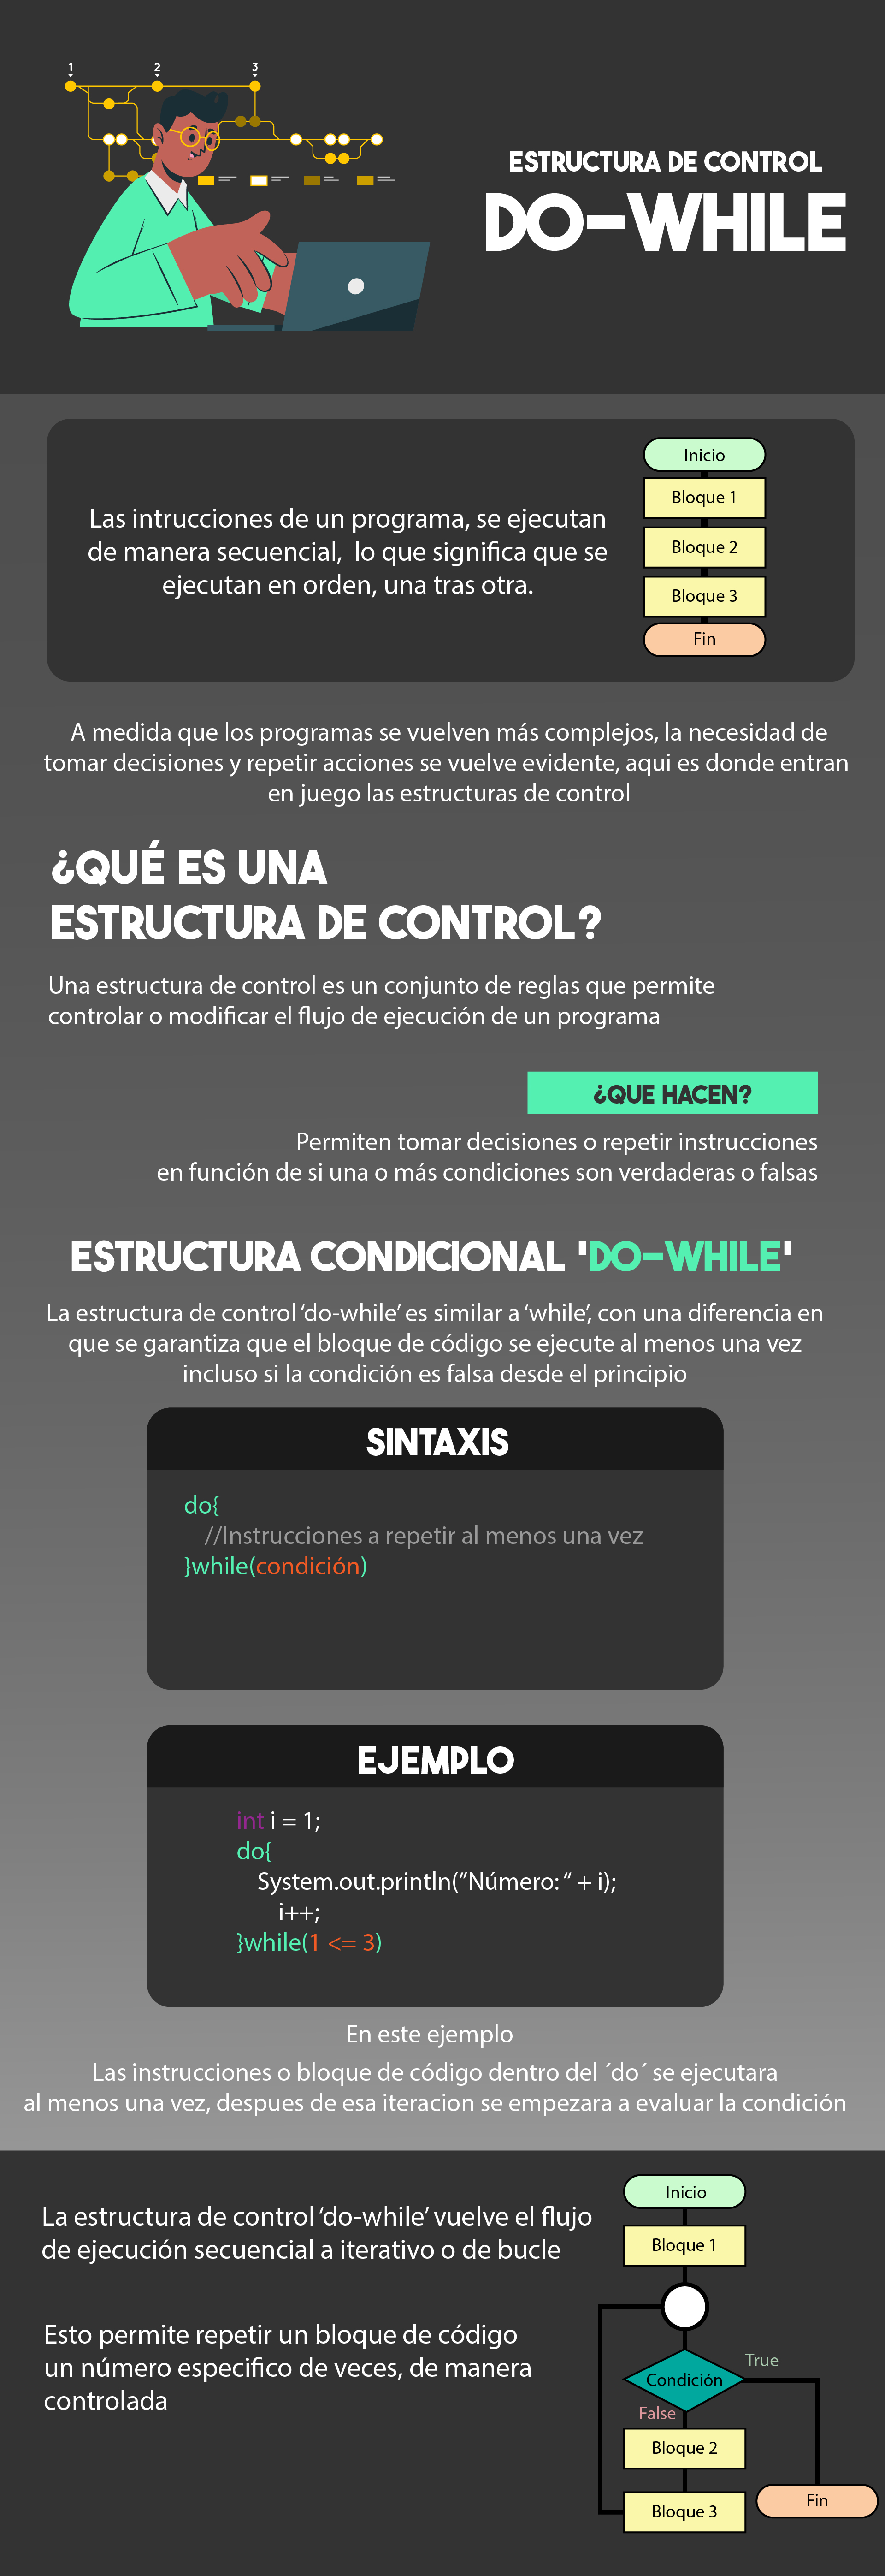 1 2 3
ESTRUCTURA DE CONTROL
DO-WHILE
Las intrucciones de un programa, se ejecutan
de manera secuencial, lo que significa que se
ejecutan en orden, una tras otra.
Inicio
Bloque 1
Bloque 2
Bloque 3
Fin
A medida que los programas se vuelven más complejos, la necesidad de
tomar decisiones y repetir acciones se vuelve evidente, aqui es donde entran
en juego las estructuras de control
¿QUÉ ES UNA
ESTRUCTURA DE CONTROL?
Una estructura de control es un conjunto de reglas que permite
controlar o modificar el flujo de ejecución de un programa
¿QUE HACEN?
Permiten tomar decisiones o repetir instrucciones
en función de si una o más condiciones son verdaderas o falsas
ESTRUCTURA CONDICIONAL 'DO-WHILE'
La estructura de control ‘do-while’ es similar a ‘while’, con una diferencia en
que se garantiza que el bloque de código se ejecute al menos una vez
incluso si la condición es falsa desde el principio
SINTAXIS
do{
//Instrucciones a repetir al menos una vez
}while(condición)
EJEMPLO
int i = 1;
do{
System.out.println(”Número: “ + i);
i++;
}while(1 <= 3)
En este ejemplo
Las instrucciones o bloque de código dentro del ´do´ se ejecutara
al menos una vez, despues de esa iteracion se empezara a evaluar la condición
La estructura de control ‘do-while’ vuelve el flujo
de ejecución secuencial a iterativo o de bucle
Esto permite repetir un bloque de código
un número especifico de veces, de manera
controlada
Inicio
Bloque 1
True
Condición
False
Bloque 2
Bloque 3
Fin